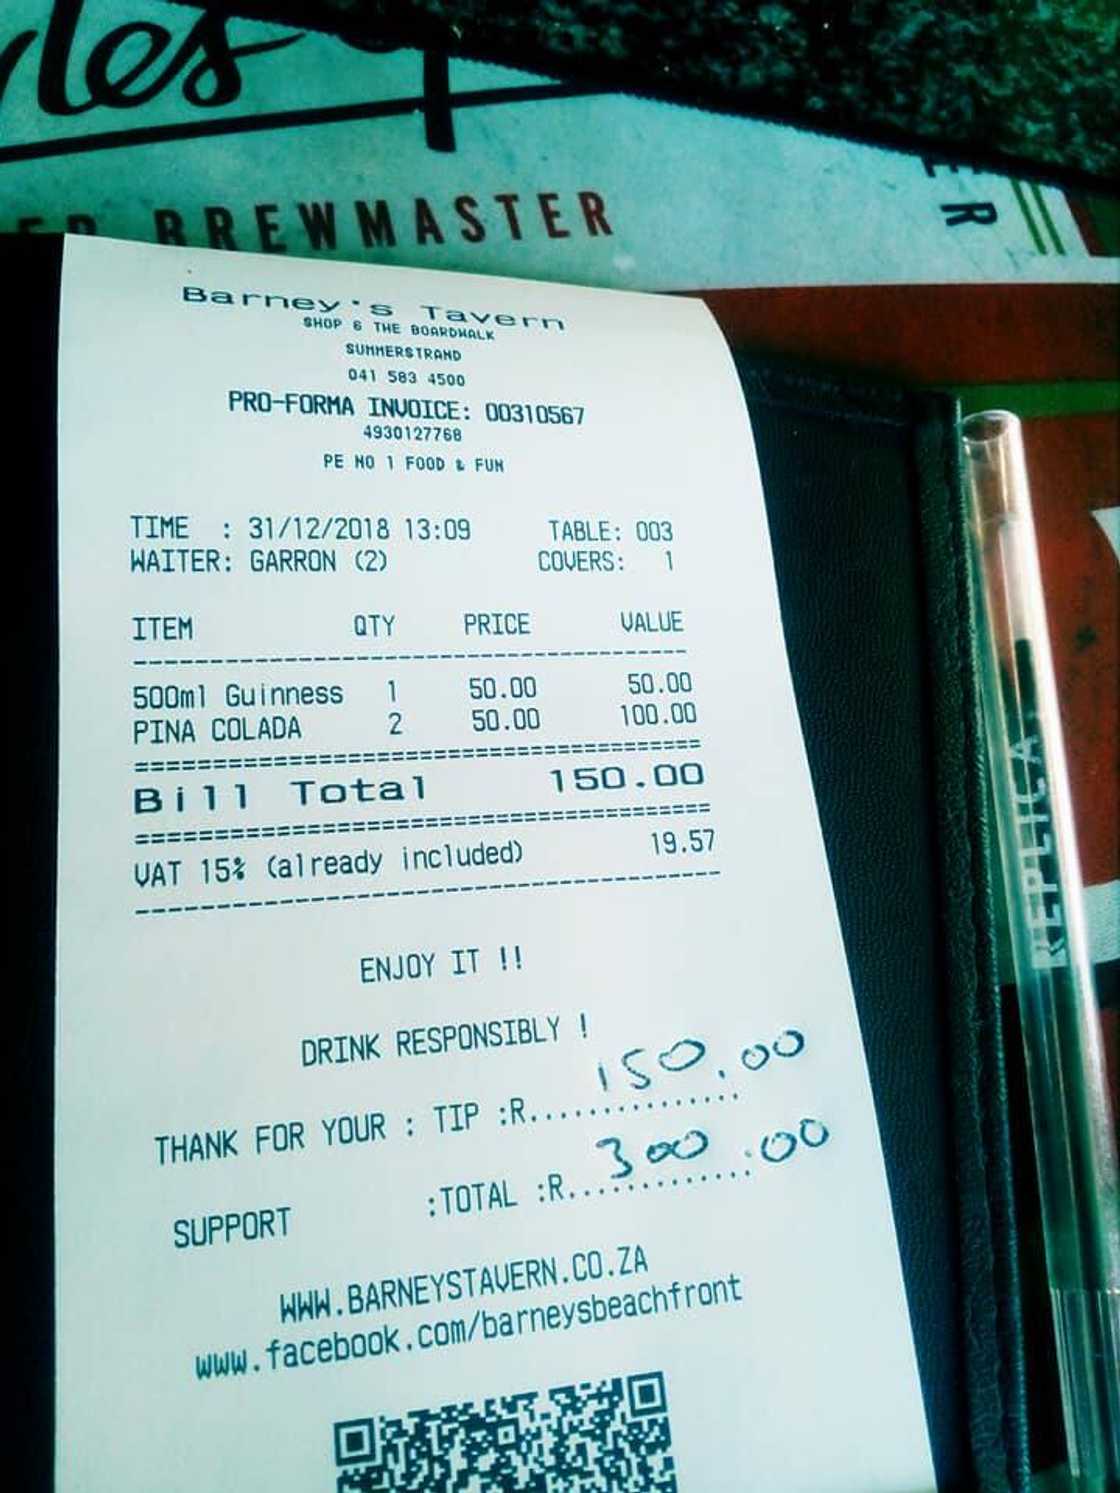 BREWMASTER
Barney's Tavern
SHOP 6 THE BOARDWALK
SUMMERSTRAND
041 583 4500
PRO-FORMA INVOICE: 00310567
4930127768
PE NO 1 FOOD & FUN
TIME : 31/12/2018 13:09 TABLE: 003
WAITER: GARRON (2) COVERS: 1
ITEM QTY PRICE VALUE
500ml Guinness 1 50.00 50.00
PINA COLADA 2 50.00 100.00
Bill Total 150.00
VAT 15% (already included) 19.57
ENJOY IT !!
DRINK RESPONSIBLY !
THANK FOR YOUR : TIP :R............... 150.00
SUPPORT :TOTAL :R.............. 300.00
WWW.BARNEYSTAVERN.CO.ZA
www.facebook.com/barneysbeachfront
REPLICA